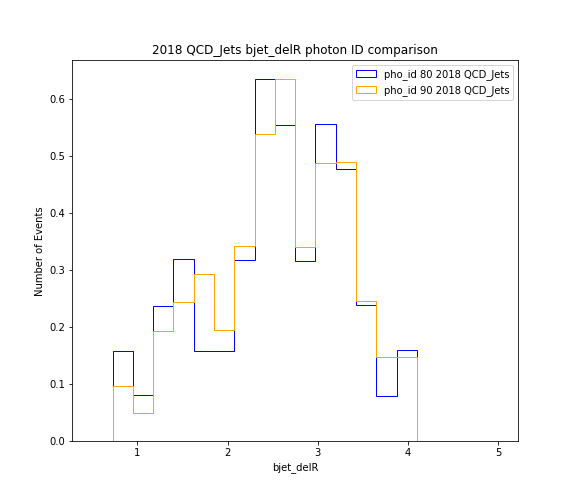 2018 QCD_Jets bjet_delR photon ID comparison
pho_id 80 2018 QCD_Jets
pho_id 90 2018 QCD_Jets
Number of Events
0.6
0.5
0.4
0.3
0.2
0.1
0.0
1 2 3 4 5
bjet_delR